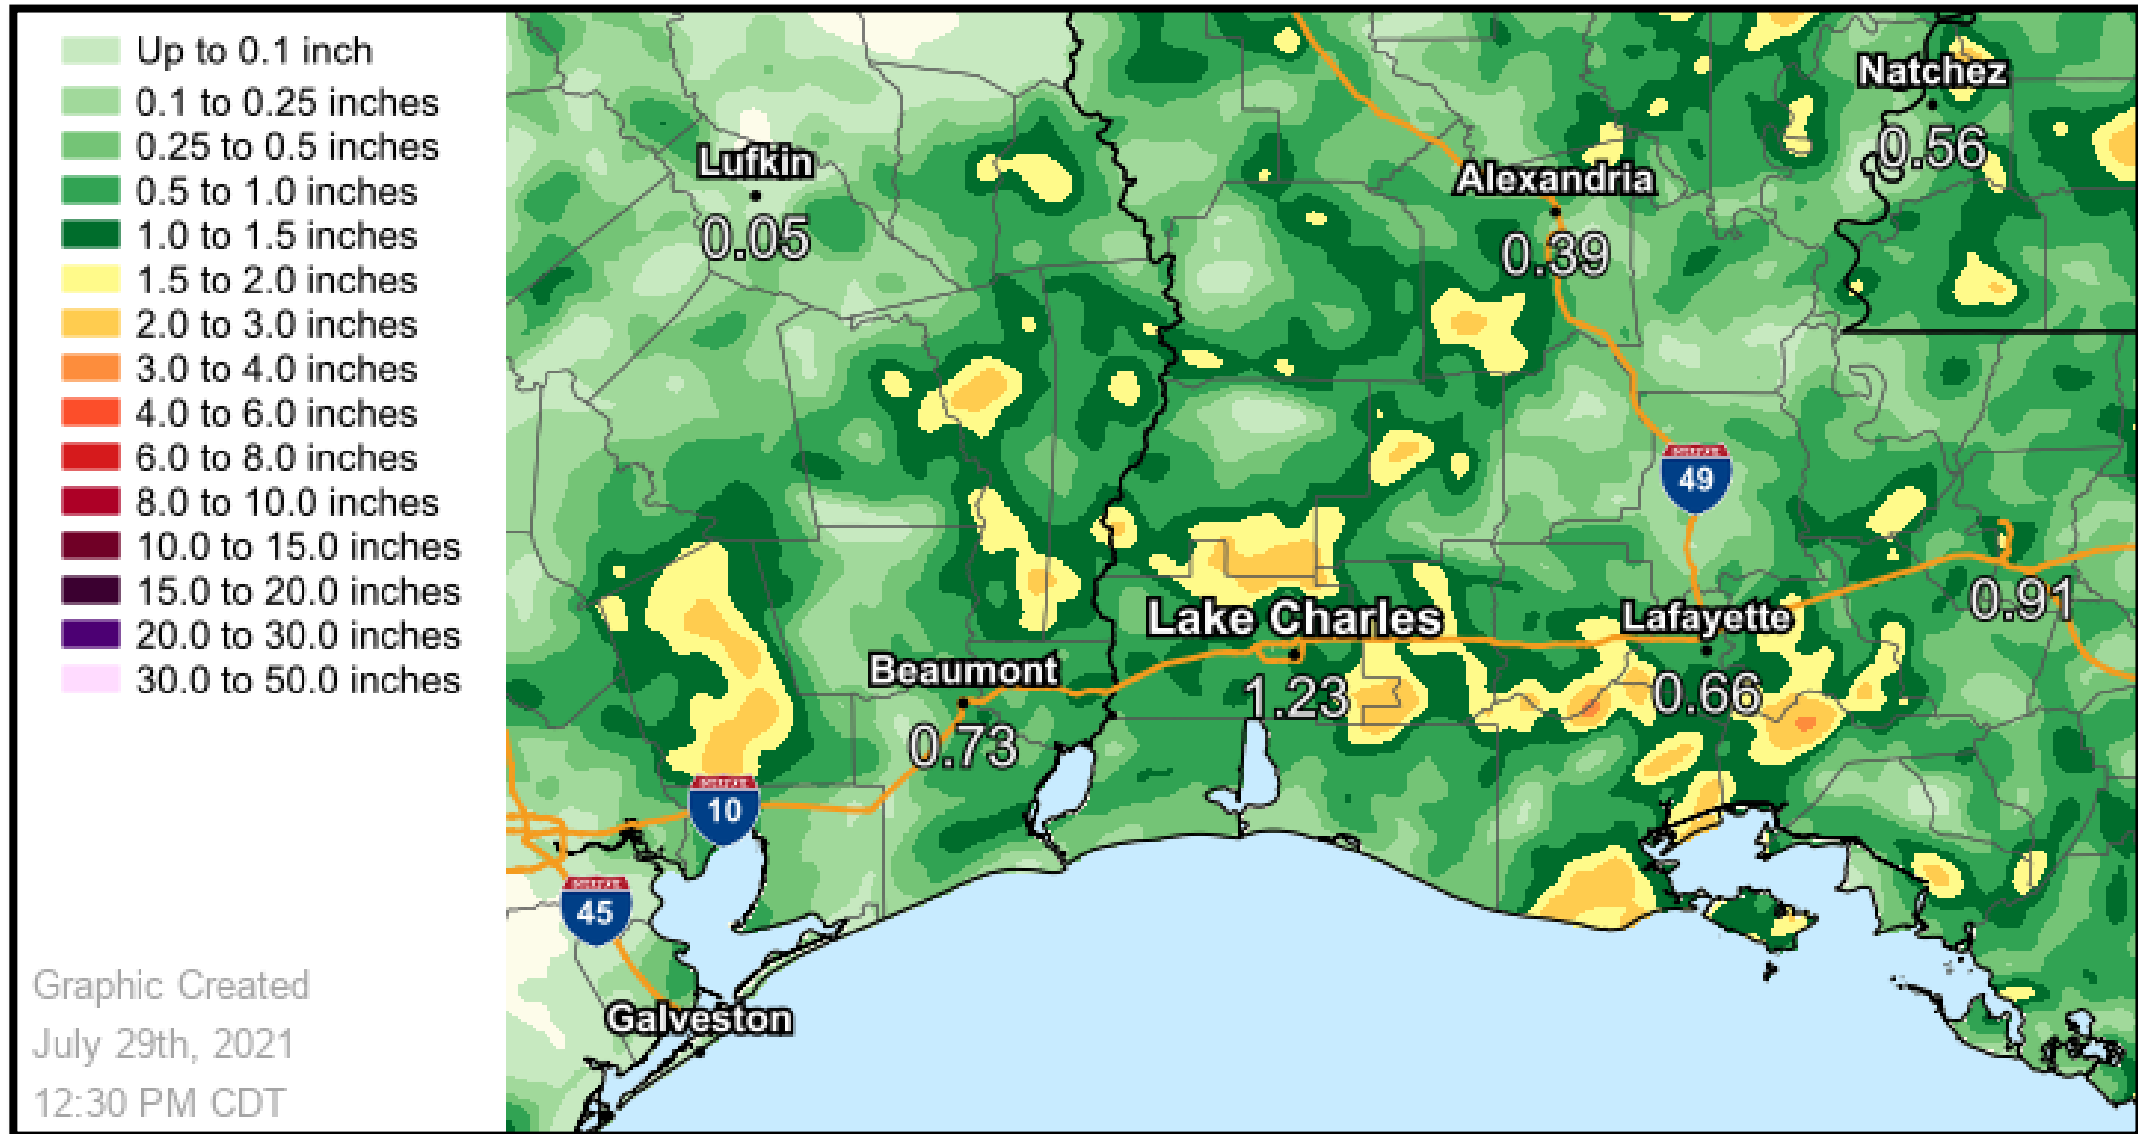 Up to 0.1 inch
0.1 to 0.25 inches
0.25 to 0.5 inches
0.5 to 1.0 inches
1.0 to 1.5 inches
1.5 to 2.0 inches
2.0 to 3.0 inches
3.0 to 4.0 inches
4.0 to 6.0 inches
6.0 to 8.0 inches
8.0 to 10.0 inches
10.0 to 15.0 inches
15.0 to 20.0 inches
20.0 to 30.0 inches
30.0 to 50.0 inches
Graphic Created
July 29th, 2021
12:30 PM CDT
Natchez
0.56
Lufkin
0.05
Alexandria
0.39
49
0.91
Lake Charles
1.23
Lafayette
0.66
Beaumont
0.73
10
45
Galveston